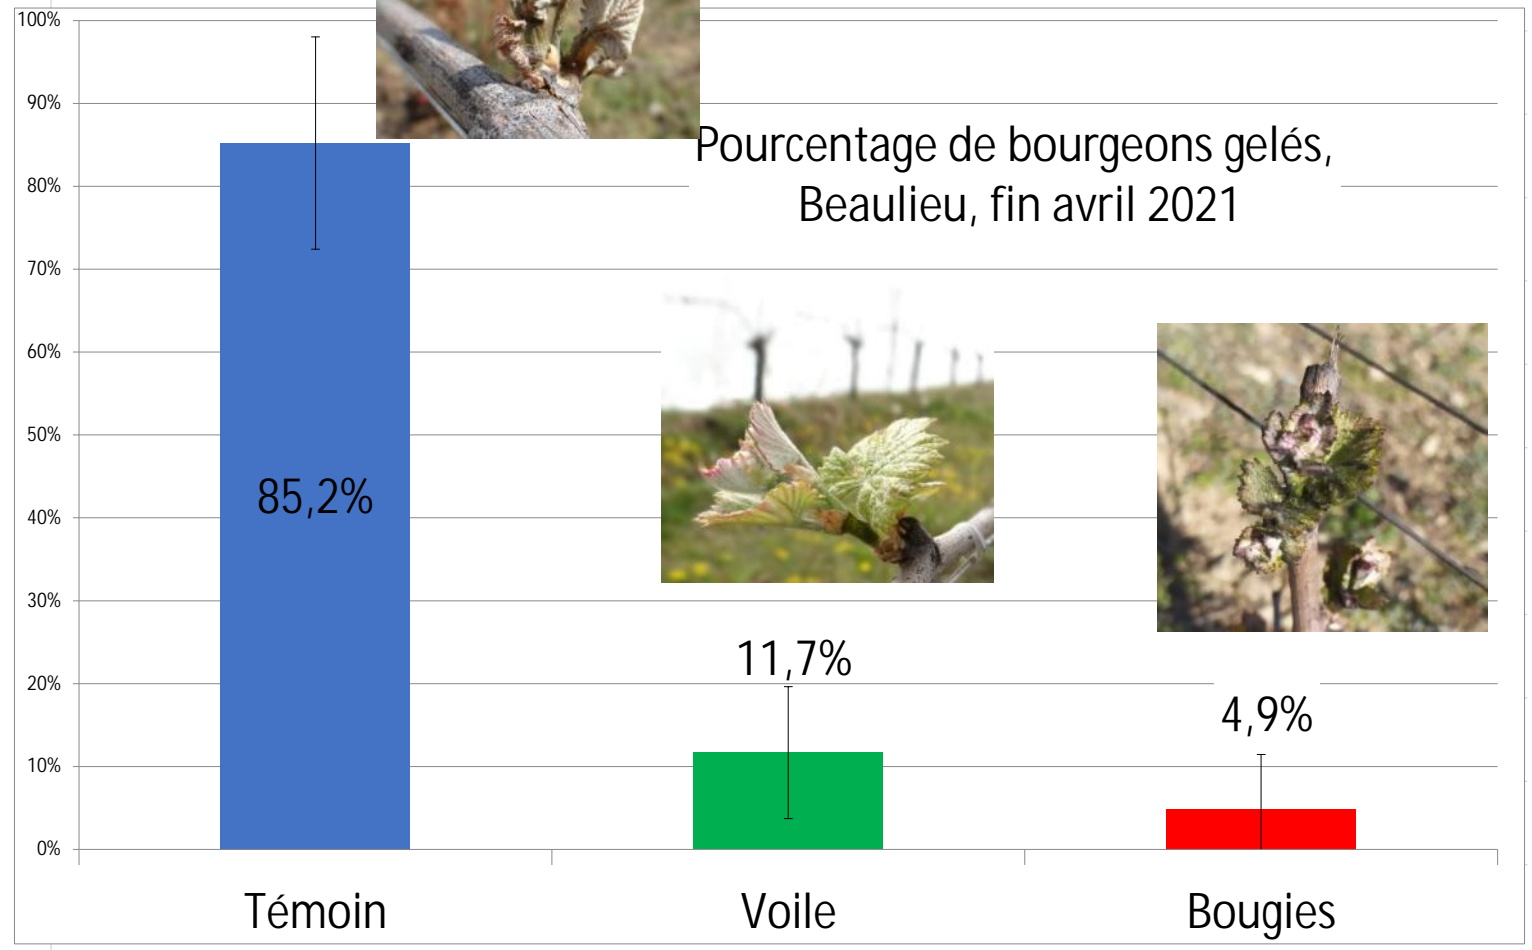 100%
90%
80%
70%
60%
50%
40%
30%
20%
10%
0%
Pourcentage de bourgeons gelés,
Beaulieu, fin avril 2021
85,2%
11,7%
4,9%
Témoin
Voile
Bougies